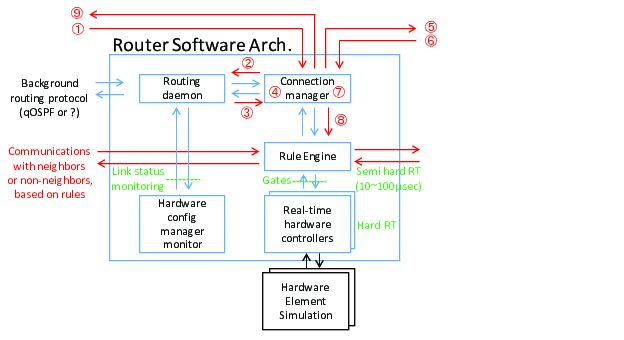 ⑨
①
⑤
⑥
Router Software Arch.
②
Background
routing protocol
(qOSPF or ?)
Routing
daemon
Connection
manager
④
⑦
③
⑧
Communications
with neighbors
or non-neighbors,
based on rules
Rule Engine
Link status
monitoring
Gates
Semi hard RT
(10~100μsec)
Hardware
config
manager
monitor
Real-time
hardware
controllers
Hard RT
Hardware
Element
Simulation